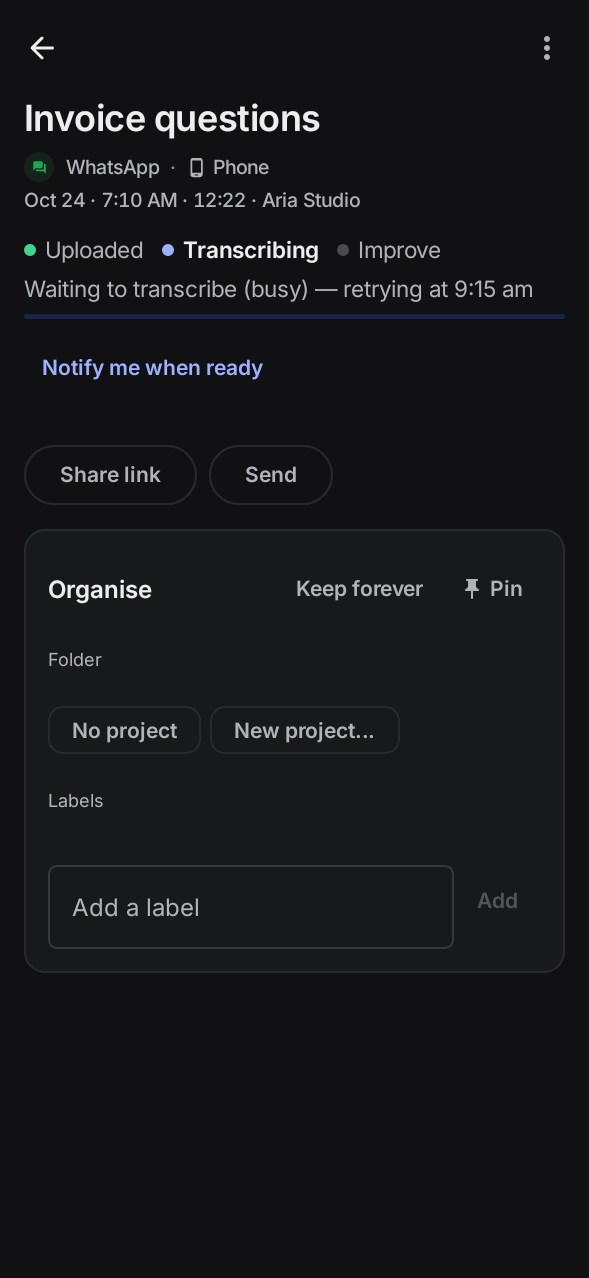 Invoice questions
WhatsApp · Phone
Oct 24 · 7:10 AM · 12:22 · Aria Studio
Uploaded Transcribing Improve
Waiting to transcribe (busy) — retrying at 9:15 am
Notify me when ready
Share link Send
Organise Keep forever Pin
Folder
No project New project...
Labels
Add a label Add